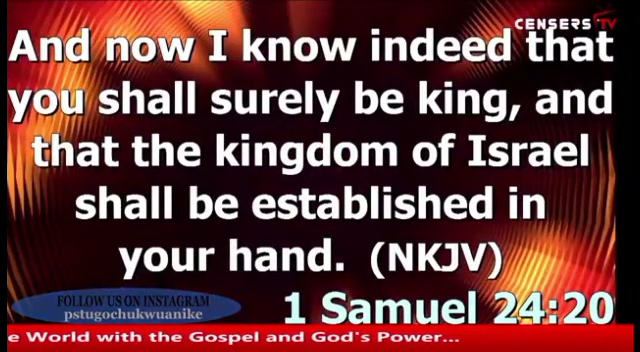 CENSERS TV
And now I know indeed that
you shall surely be king, and
that the kingdom of Israel
shall be established in
your hand. (NKJV)
1 Samuel 24:20
FOLLOW US ON INSTAGRAM
pstugochukwuanike
e World with the Gospel and God's Power...